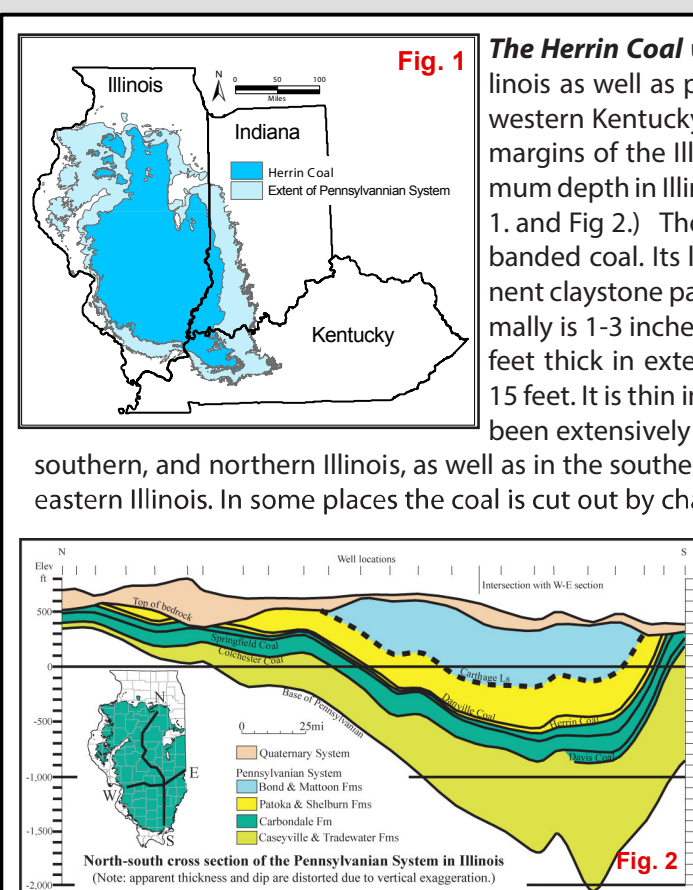 Fig. 1
Illinois
N
0 50 100
Miles
Indiana
Herrin Coal
Extent of Pennsylvannian System
Kentucky
The Herrin Coal
linois as well as p
western Kentucky
margins of the Ill
mum depth in Illin
1. and Fig 2.) The
banded coal. Its l
nent claystone pa
mally is 1-3 inche
feet thick in exte
15 feet. It is thin i
been extensively
southern, and northern Illinois, as well as in the southe
eastern Illinois. In some places the coal is cut out by cha
N
Well locations
S
Elev
ft
Intersection with W-E section
500
0
-500
-1,000
-1,500
-2,000
Top of bedrock
Springfield Coal
Colchester Coal
Base of Pennsylvanian
Carthage Ls
Danville Coal
Herrin Coal
Davis Coal
N
E
W
S
0 25mi
Quaternary System
Pennsylvanian System
Bond & Mattoon Fms
Patoka & Shelburn Fms
Carbondale Fm
Caseyville & Tradewater Fms
Fig. 2
North-south cross section of the Pennsylvanian System in Illinois
(Note: apparent thickness and dip are distorted due to vertical exaggeration.)